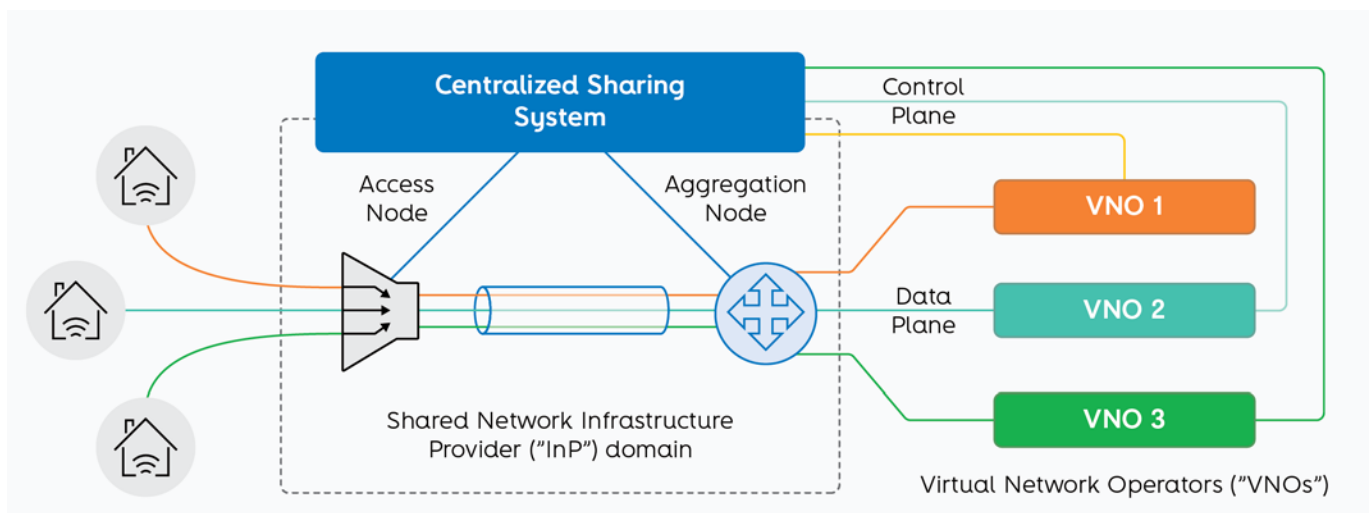 Centralized Sharing
System
Control
Plane
Access
Node
Aggregation
Node
VNO 1
Data
Plane
VNO 2
Shared Network Infrastructure
Provider ("InP") domain
VNO 3
Virtual Network Operators ("VNOs")